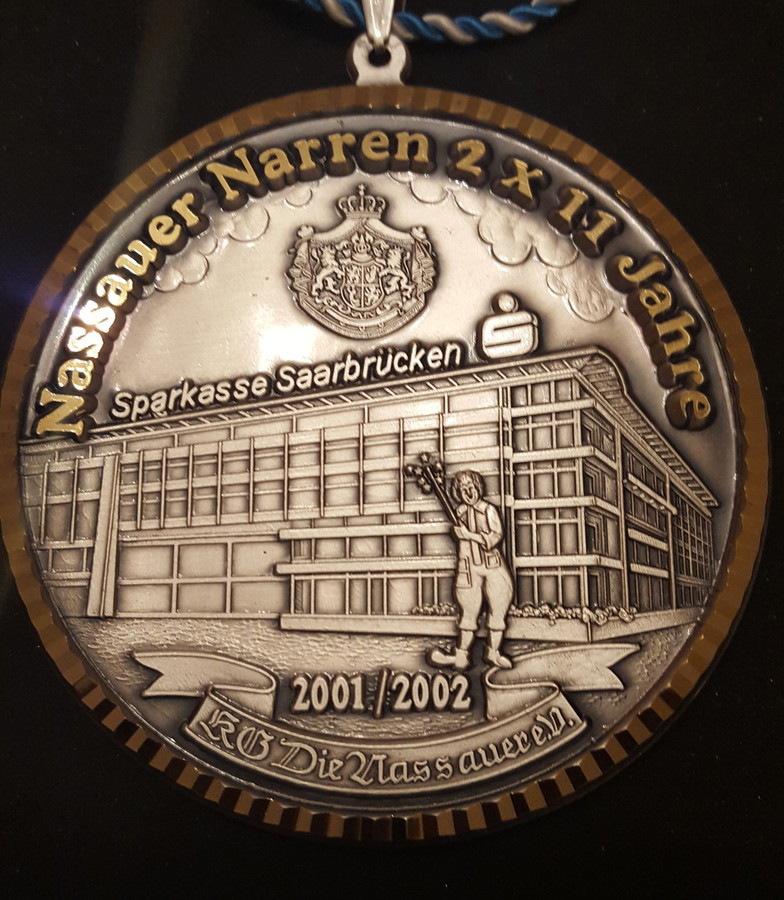 Nassauer Narren 2 x 11 Jahre
Sparkasse Saarbrücken
2001/2002
KG Die Nassauer e.V.